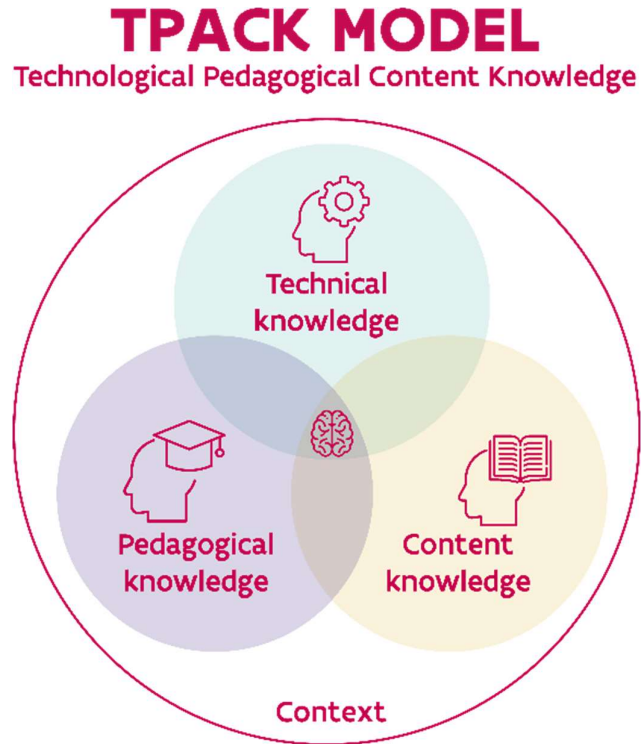 TPACK MODEL
Technological Pedagogical Content Knowledge
Technical
knowledge
Pedagogical
knowledge
Content
knowledge
Context